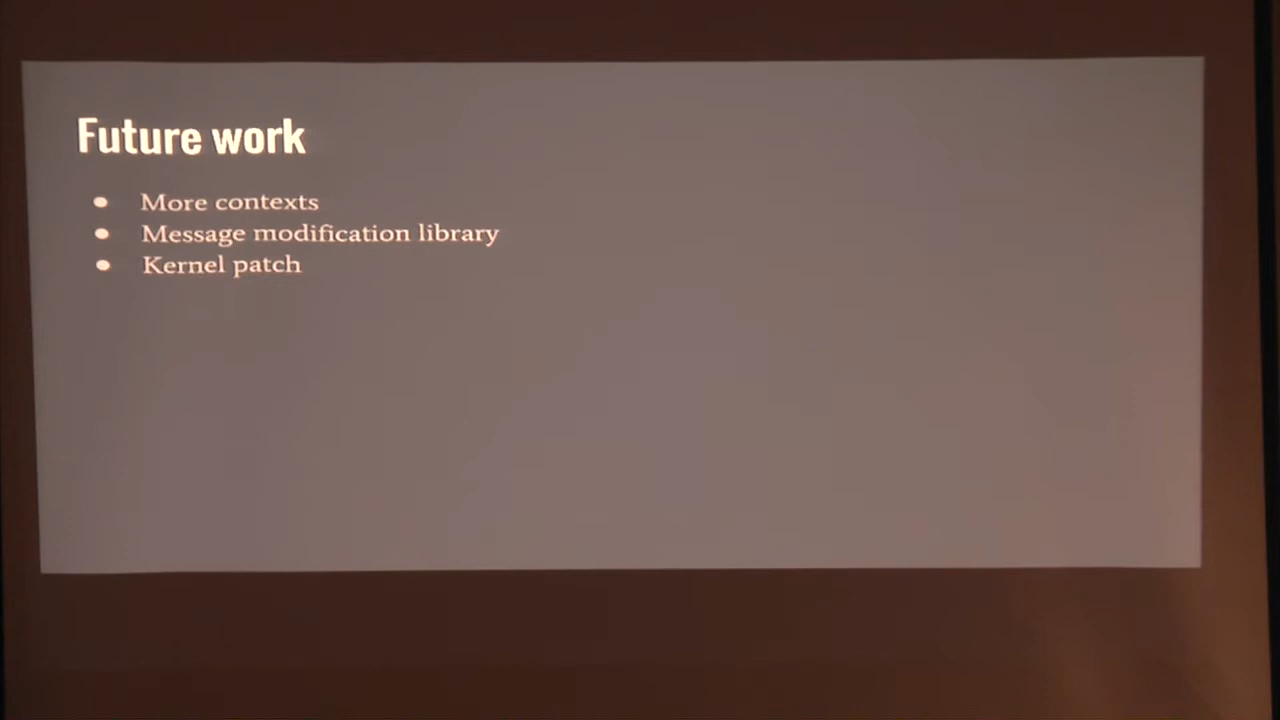 Future work
● More contexts
● Message modification library
● Kernel patch